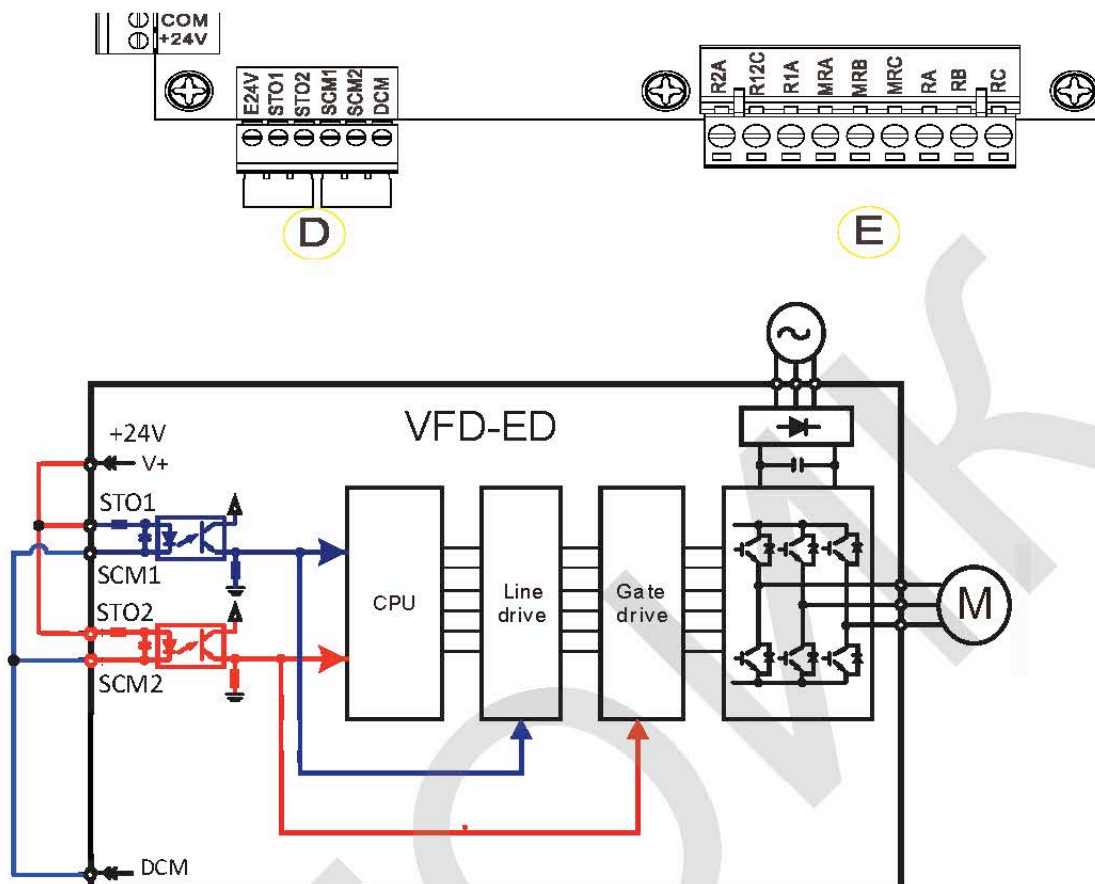 COM
+24V
E24V
STO1
STO2
SCM1
SCM2
DCM
R2A
R12C
R1A
MRA
MRB
MRC
RA
RB
RC
D
E
VFD-ED
+24V
V+
STO1
SCM1
STO2
SCM2
CPU
Line
drive
Gate
drive
M
DCM